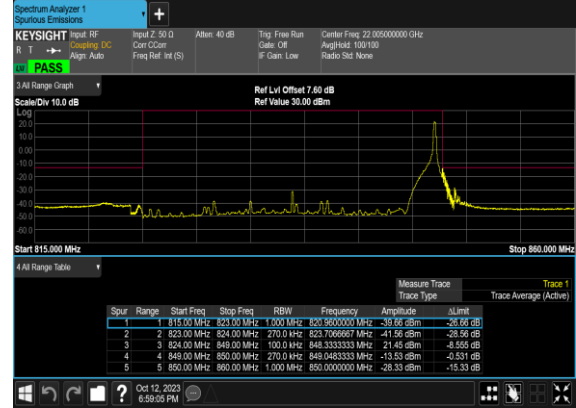 Spectrum Analyzer 1
Spurious Emissions
KEYSIGHT
R T
LM PASS
Input: RF
Coupling: DC
Align: Auto
Input Z: 50 Ω
Corr CCorr
Freq Ref: Int (S)
Atten: 40 dB
Trig: Free Run
Gate: Off
IF Gain: Low
Center Freq: 22.005000000 GHz
Avg|Hold: 100/100
Radio Std: None
3 All Range Graph
Ref Lvl Offset 7.60 dB
Scale/Div 10.0 dB
Ref Value 30.00 dBm
Log
20.0
10.0
0.00
-10.0
-20.0
-30.0
-40.0
-50.0
-60.0
Start 815.000 MHz
Stop 860.000 MHz
4 All Range Table
Measure Trace Trace 1
Trace Type Trace Average (Active)
Spur Range Start Freq Stop Freq RBW Frequency Amplitude ΔLimit
1 1 815.00 MHz 823.00 MHz 1.000 MHz 820.9600000 MHz -39.66 dBm -26.66 dB
2 2 823.00 MHz 824.00 MHz 270.0 kHz 823.7066667 MHz -41.56 dBm -28.56 dB
3 3 824.00 MHz 849.00 MHz 100.0 kHz 848.3333333 MHz 21.45 dBm -8.555 dB
4 4 849.00 MHz 850.00 MHz 270.0 kHz 849.0483333 MHz -13.53 dBm -0.531 dB
5 5 850.00 MHz 860.00 MHz 1.000 MHz 850.0000000 MHz -28.33 dBm -15.33 dB
?
Oct 12, 2023
6:59:05 PM